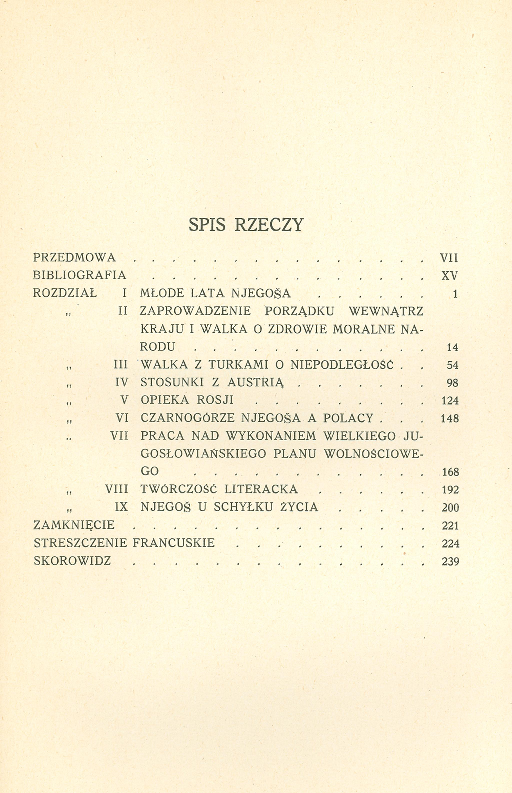 SPIS RZECZY
PRZEDMOWA . . . . . . . . . . . . . . . VII
BIBLIOGRAFIA . . . . . . . . . . . . . . XV
ROZDZIAŁ I MŁODE LATA NJEGOŠA . . . . . . 1
„ II ZAPROWADZENIE PORZĄDKU WEWNĄTRZ
KRAJU I WALKA O ZDROWIE MORALNE NA-
RODU . . . . . . . . . . . . 14
„ III WALKA Z TURKAMI O NIEPODLEGŁOŚĆ . . 54
„ IV STOSUNKI Z AUSTRIĄ . . . . . . . 98
„ V OPIEKA ROSJI . . . . . . . . . 124
„ VI CZARNOGÓRZE NJEGOŠA A POLACY . . . 148
„ VII PRACA NAD WYKONANIEM WIELKIEGO JU-
GOSŁOWIAŃSKIEGO PLANU WOLNOŚCIOWE-
GO . . . . . . . . . . . . 168
„ VIII TWÓRCZOŚĆ LITERACKA . . . . . . 192
„ IX NJEGOŠ U SCHYŁKU ŻYCIA . . . . . 200
ZAMKNIĘCIE . . . . . . . . . . . . . . . 221
STRESZCZENIE FRANCUSKIE . . . . . . . . . . 224
SKOROWIDZ . . . . . . . . . . . . . . . 239